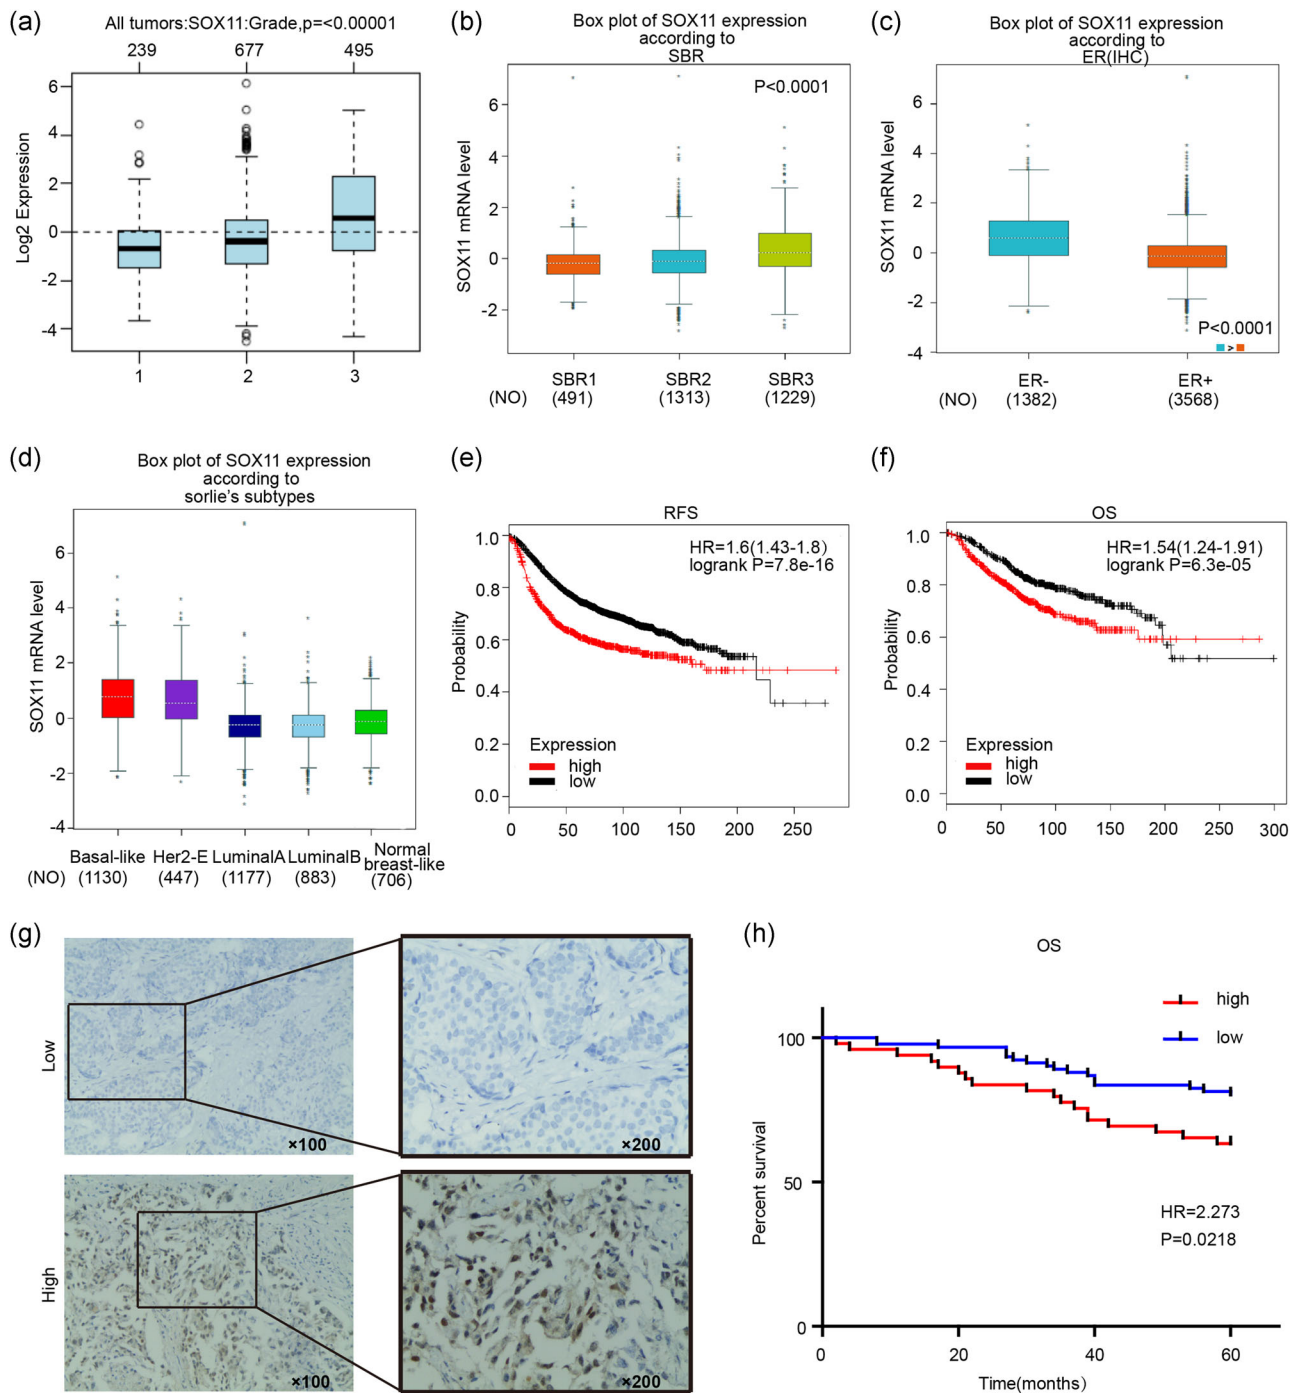 (a)
All tumors:SOX11:Grade,p=<0.00001
239 677 495
Log2 Expression
6
4
2
0
-2
-4
1 2 3
(b)
Box plot of SOX11 expression
according to
SBR
P<0.0001
SOX11 mRNA level
6
4
2
0
-2
SBR1 SBR2 SBR3
(NO) (491) (1313) (1229)
(c)
Box plot of SOX11 expression
according to
ER(IHC)
SOX11 mRNA level
6
4
2
0
-2
-4
P<0.0001
>
ER- ER+
(NO) (1382) (3568)
(d)
Box plot of SOX11 expression
according to
sorlie's subtypes
SOX11 mRNA level
6
4
2
0
-2
-4
Basal-like Her2-E LuminalA LuminalB Normal
breast-like
(NO) (1130) (447) (1177) (883) (706)
(e)
RFS
HR=1.6(1.43-1.8)
logrank P=7.8e-16
Probability
1.0
0.8
0.6
0.4
0.2
0.0
Expression
high
low
0 50 100 150 200 250
(f)
OS
HR=1.54(1.24-1.91)
logrank P=6.3e-05
Probability
1.0
0.8
0.6
0.4
0.2
0.0
Expression
high
low
0 50 100 150 200 250 300
(g)
Low
×100
×200
High
×100
×200
(h)
OS
high
low
Percent survival
100
50
0
HR=2.273
P=0.0218
0 20 40 60
Time(months)